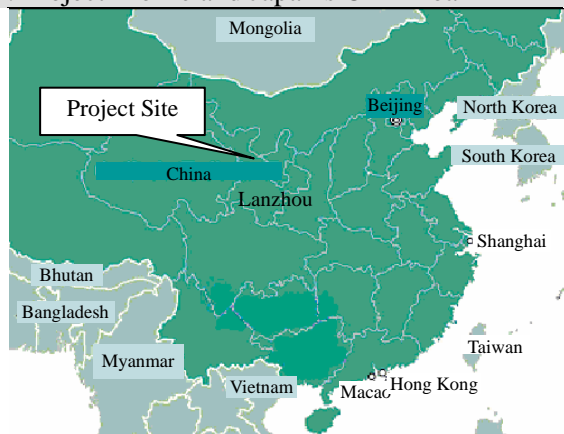 Mongolia
Project Site
Beijing
North Korea
South Korea
China
Lanzhou
Shanghai
Bhutan
Bangladesh
Myanmar
Taiwan
Vietnam
Macao
Hong Kong